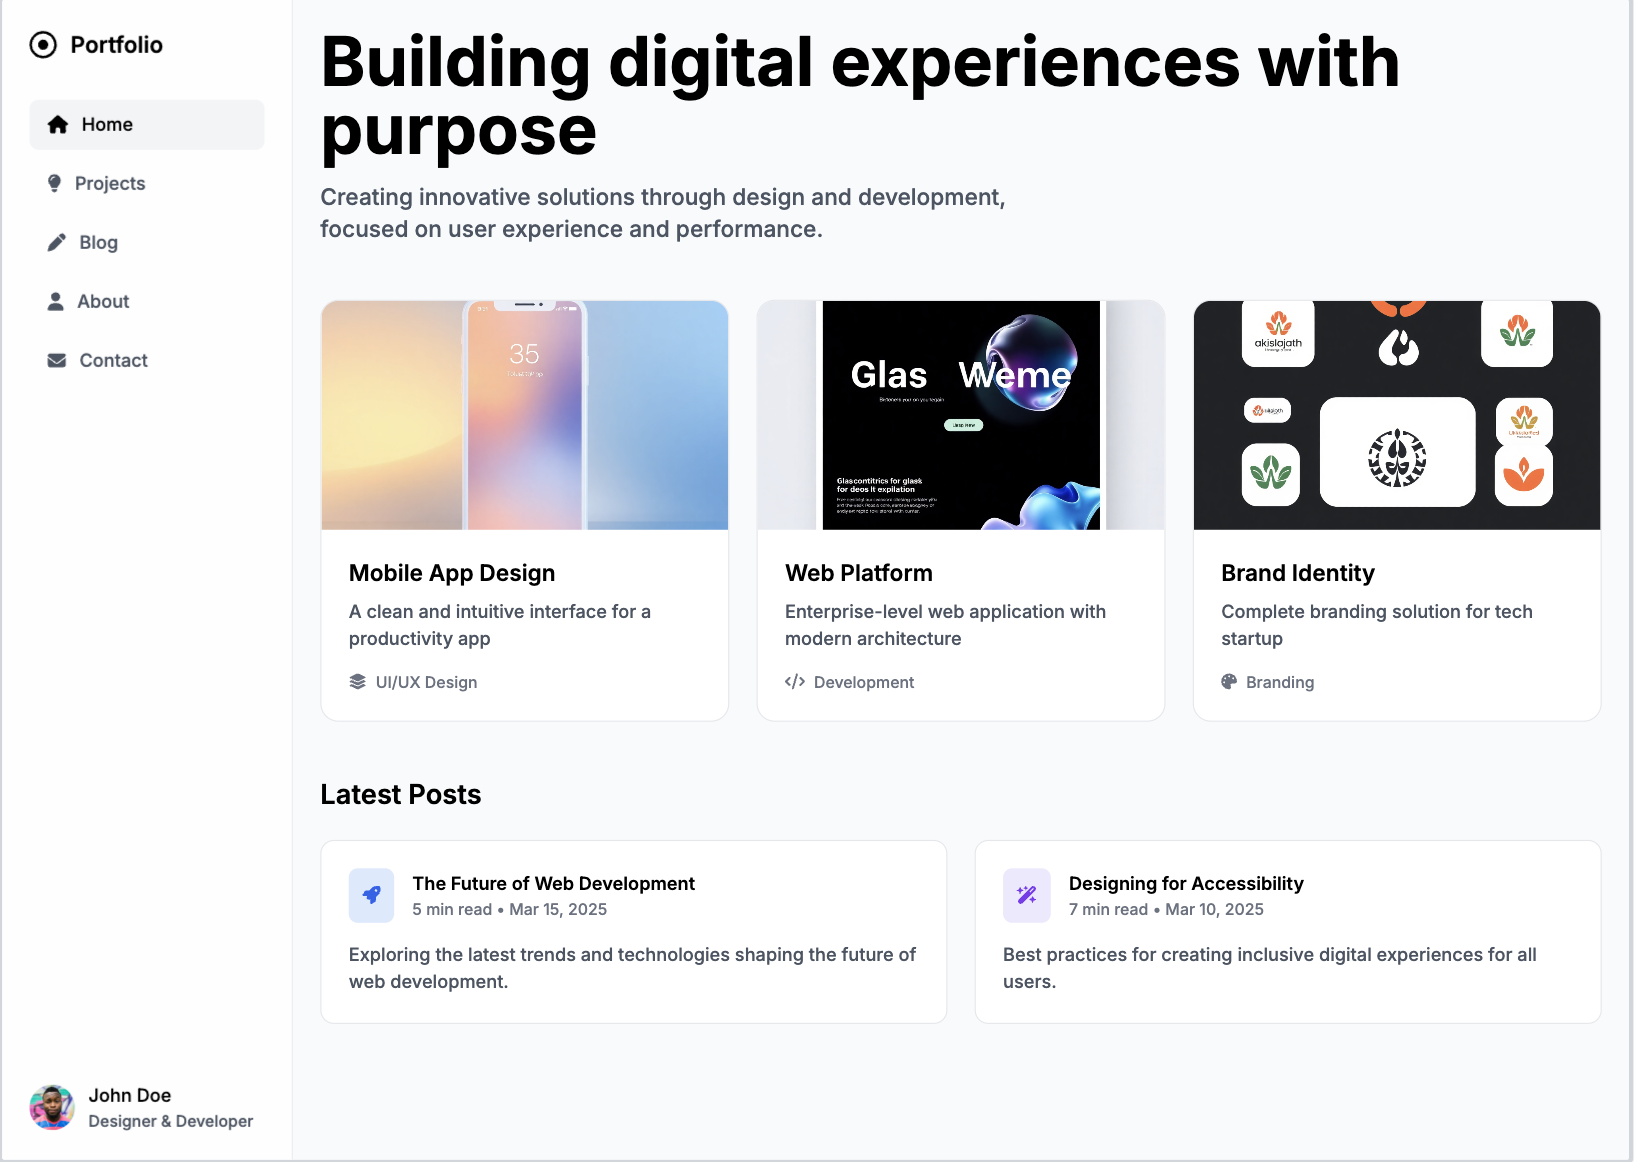 Portfolio
Home
Projects
Blog
About
Contact
John Doe
Designer & Developer
Building digital experiences with
purpose
Creating innovative solutions through design and development,
focused on user experience and performance.
35
Glas Weme
Glascontitrics for glask
for deos It expilation
akislajath
Mobile App Design
A clean and intuitive interface for a
productivity app
UI/UX Design
Web Platform
Enterprise-level web application with
modern architecture
Development
Brand Identity
Complete branding solution for tech
startup
Branding
Latest Posts
The Future of Web Development
5 min read • Mar 15, 2025
Exploring the latest trends and technologies shaping the future of
web development.
Designing for Accessibility
7 min read • Mar 10, 2025
Best practices for creating inclusive digital experiences for all
users.